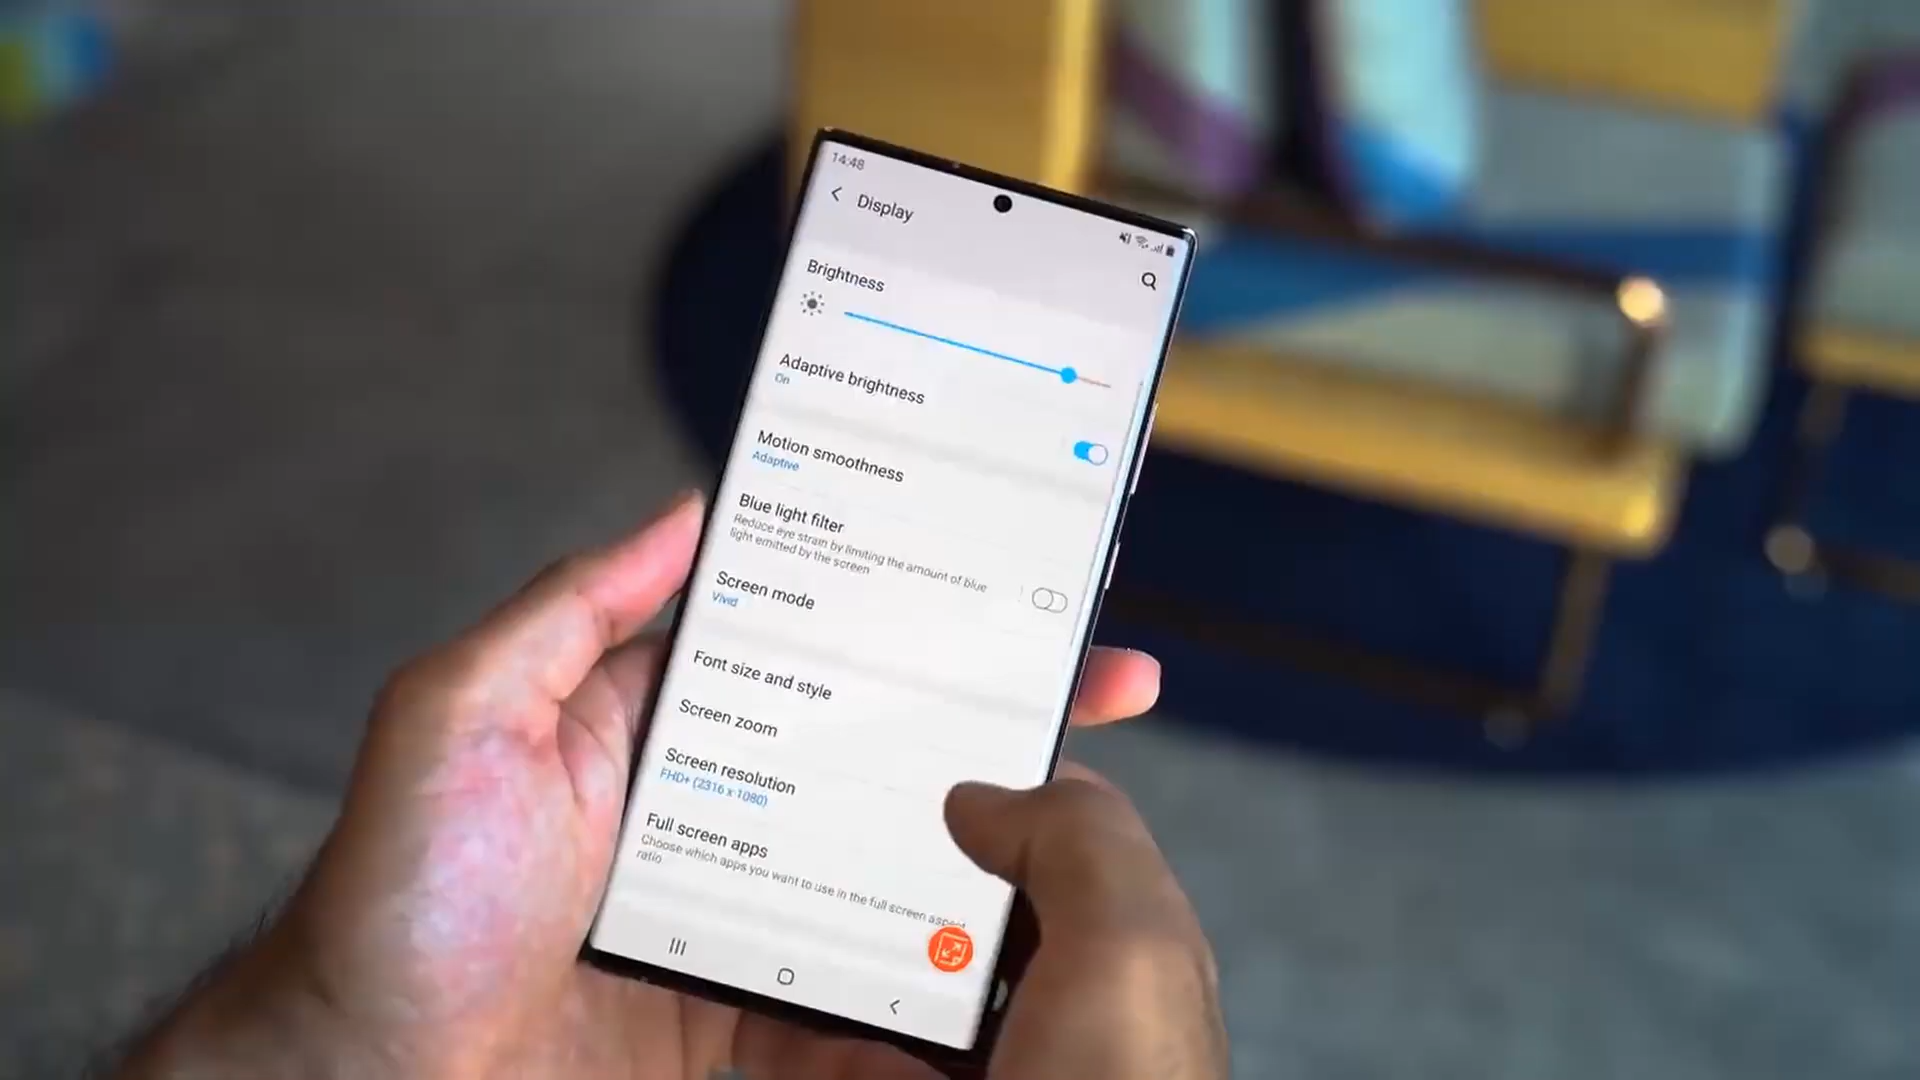 14:48
Display
Brightness
Adaptive brightness
On
Motion smoothness
Adaptive
Blue light filter
Reduce eye strain by limiting the amount of blue
light emitted by the screen
Screen mode
Vivid
Font size and style
Screen zoom
Screen resolution
FHD+ (2316 x 1080)
Full screen apps
Choose which apps you want to use in the full screen aspect
ratio